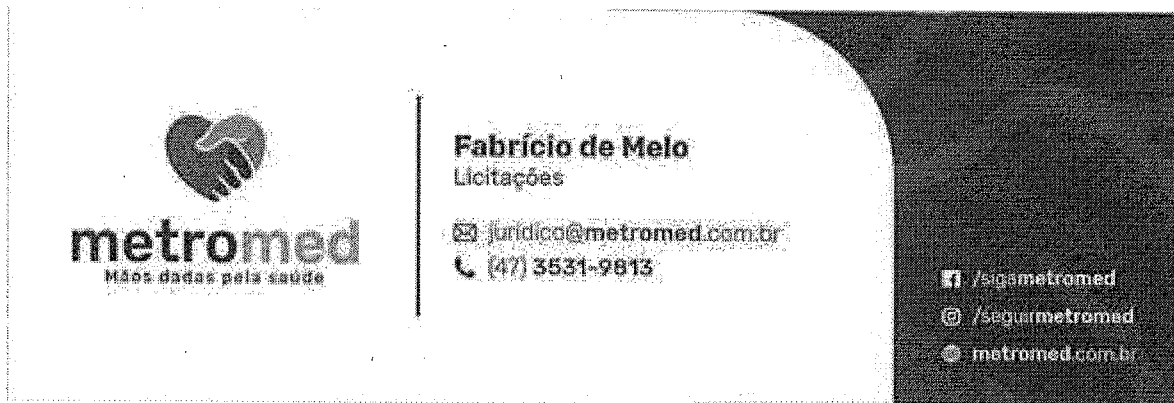 metromed
Mãos dadas pela saúde
Fabrício de Melo
Licitações
juridico@metromed.com.br
(47) 3531-9813
/sigametromed
/seguirmetromed
metromed.com.br